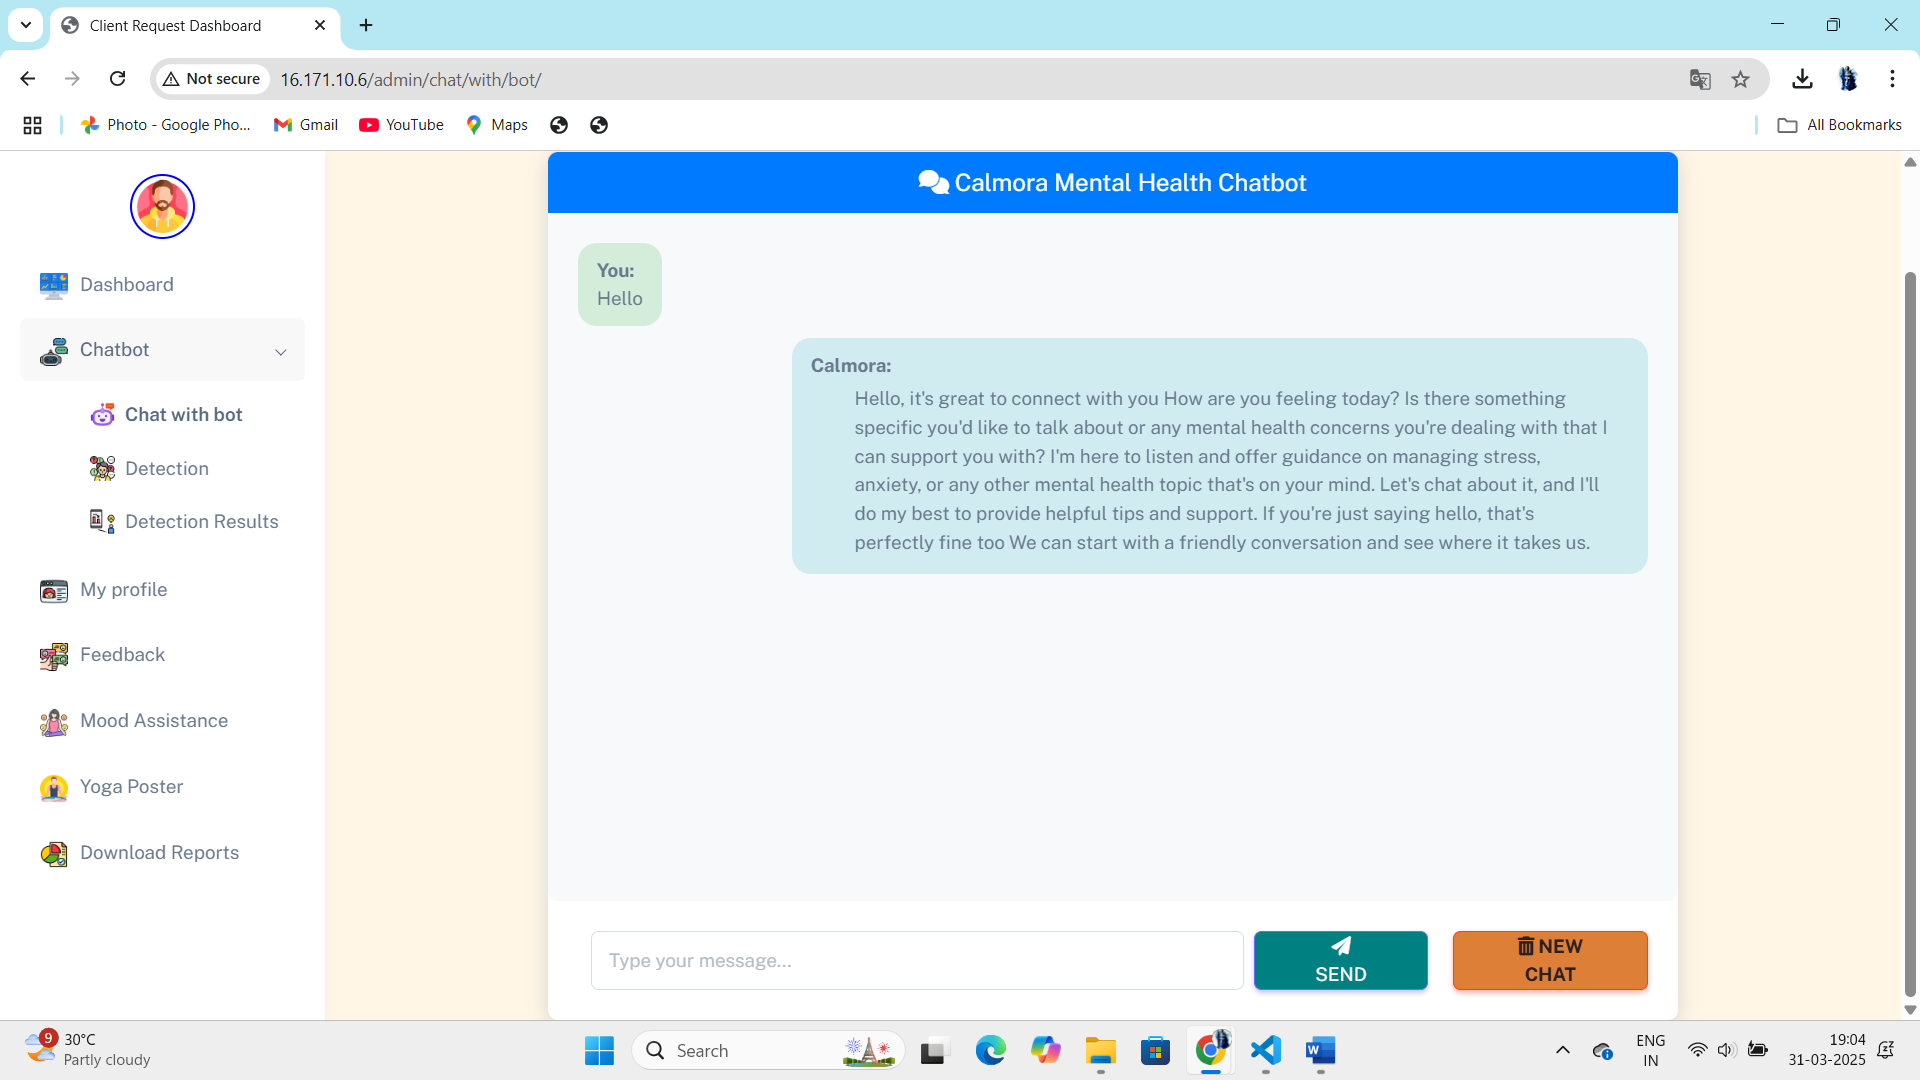 Client Request Dashboard
Not secure
16.171.10.6/admin/chat/with/bot/
Photo - Google Pho...
Gmail
YouTube
Maps
All Bookmarks
Dashboard
Chatbot
Chat with bot
Detection
Detection Results
My profile
Feedback
Mood Assistance
Yoga Poster
Download Reports
Calmora Mental Health Chatbot
You:
Hello
Calmora:
Hello, it's great to connect with you How are you feeling today? Is there something
specific you'd like to talk about or any mental health concerns you're dealing with that I
can support you with? I'm here to listen and offer guidance on managing stress,
anxiety, or any other mental health topic that's on your mind. Let's chat about it, and I'll
do my best to provide helpful tips and support. If you're just saying hello, that's
perfectly fine too We can start with a friendly conversation and see where it takes us.
Type your message...
SEND
NEW
CHAT
9
30°C
Partly cloudy
Search
ENG
IN
19:04
31-03-2025